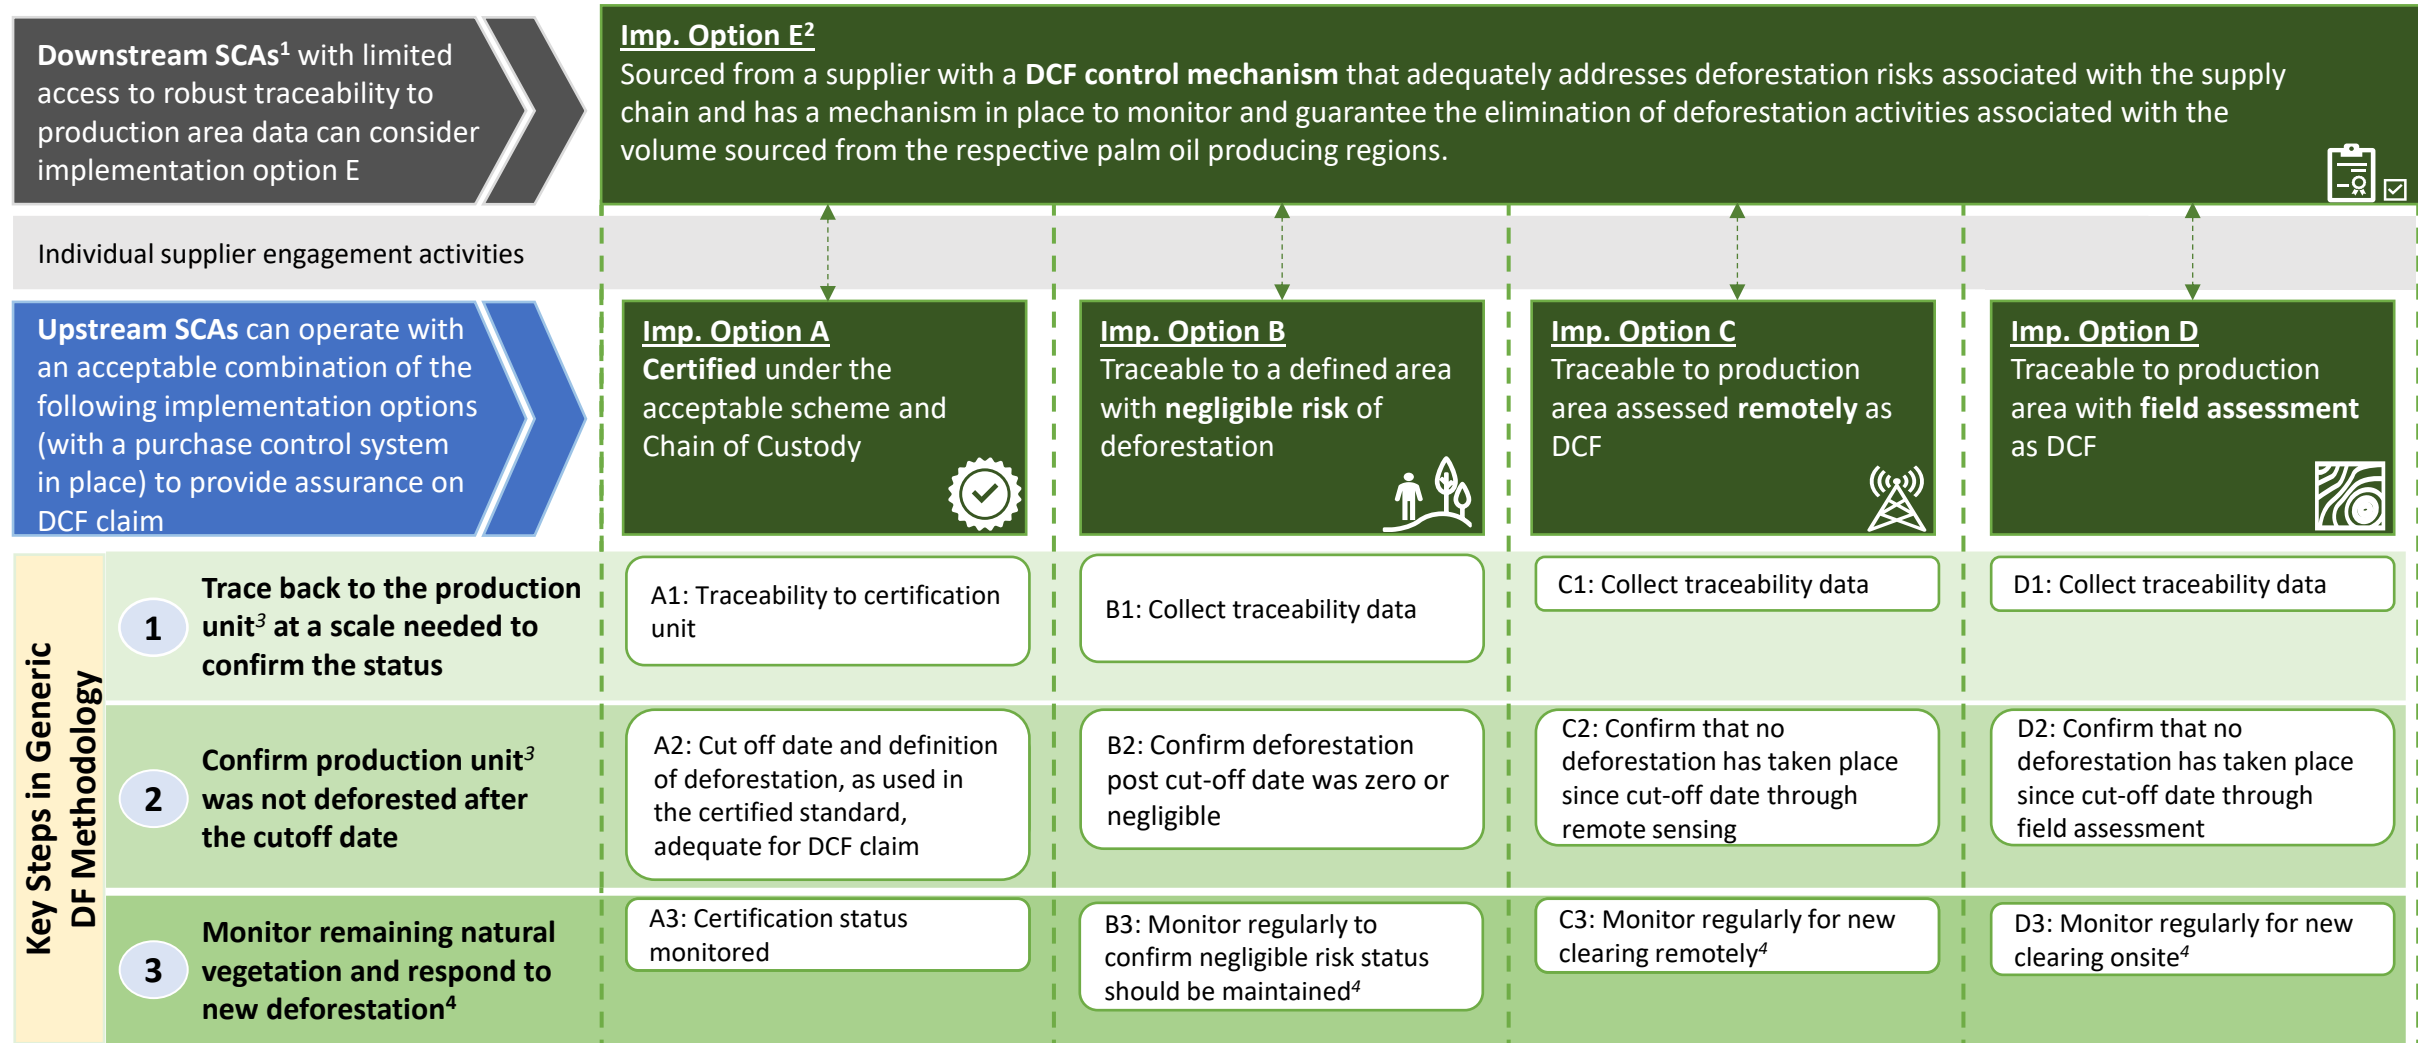 Downstream SCAs¹ with limited
access to robust traceability to
production area data can consider
implementation option E
Imp. Option E²
Sourced from a supplier with a DCF control mechanism that adequately addresses deforestation risks associated with the supply
chain and has a mechanism in place to monitor and guarantee the elimination of deforestation activities associated with the
volume sourced from the respective palm oil producing regions.
Individual supplier engagement activities
Upstream SCAs can operate with
an acceptable combination of the
following implementation options
(with a purchase control system
in place) to provide assurance on
DCF claim
Imp. Option A
Certified under the
acceptable scheme and
Chain of Custody
Imp. Option B
Traceable to a defined area
with negligible risk of
deforestation
Imp. Option C
Traceable to production
area assessed remotely as
DCF
Imp. Option D
Traceable to production
area with field assessment
as DCF
Key Steps in Generic
DF Methodology
1
Trace back to the production
unit³ at a scale needed to
confirm the status
A1: Traceability to certification
unit
B1: Collect traceability data
C1: Collect traceability data
D1: Collect traceability data
2
Confirm production unit³
was not deforested after
the cutoff date
A2: Cut off date and definition
of deforestation, as used in
the certified standard,
adequate for DCF claim
B2: Confirm deforestation
post cut-off date was zero or
negligible
C2: Confirm that no
deforestation has taken place
since cut-off date through
remote sensing
D2: Confirm that no
deforestation has taken place
since cut-off date through
field assessment
3
Monitor remaining natural
vegetation and respond to
new deforestation⁴
A3: Certification status
monitored
B3: Monitor regularly to
confirm negligible risk status
should be maintained⁴
C3: Monitor regularly for new
clearing remotely⁴
D3: Monitor regularly for new
clearing onsite⁴